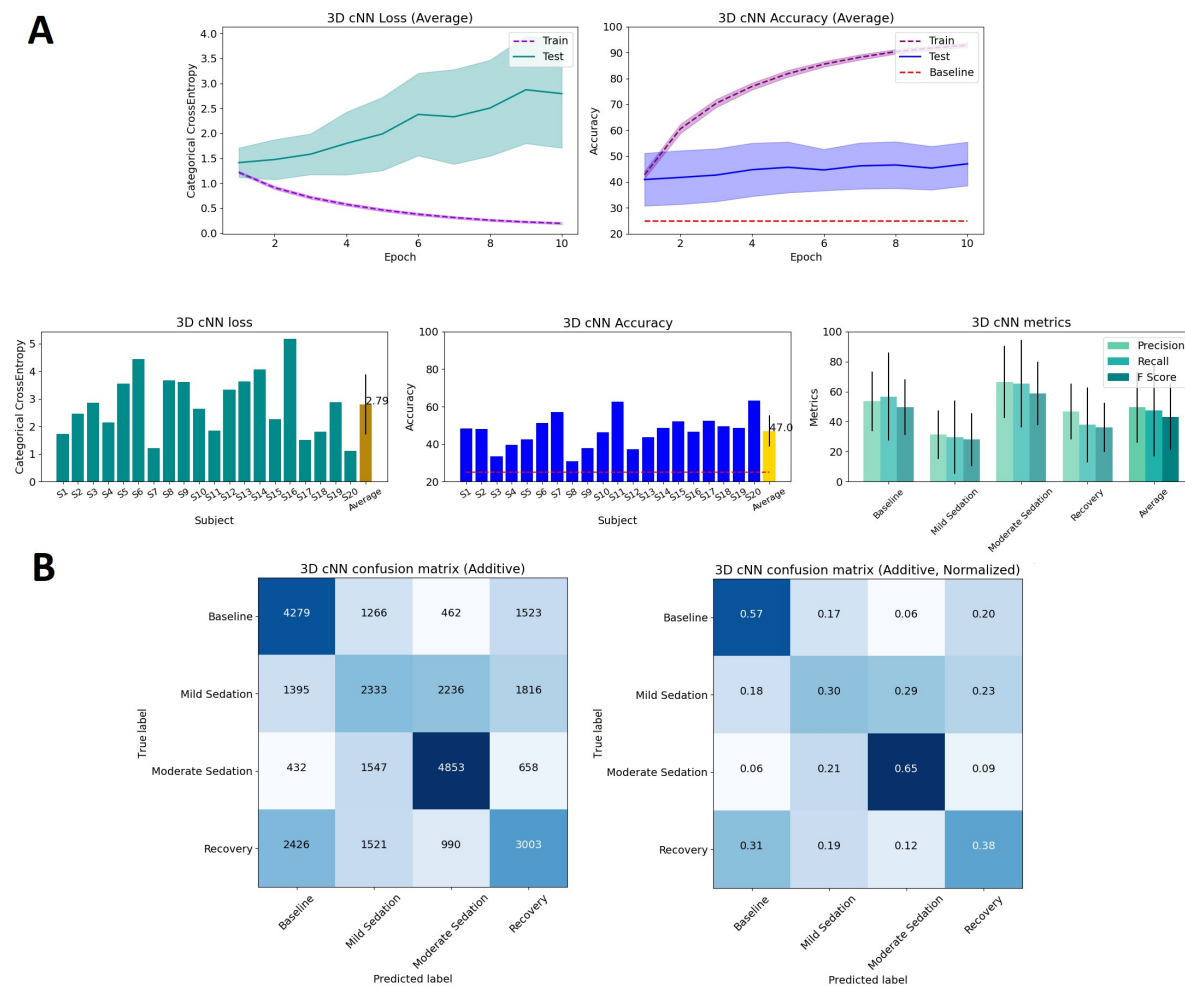 A
3D cNN Loss (Average)
Categorical CrossEntropy
4.0
3.5
3.0
2.5
2.0
1.5
1.0
0.5
0.0
2 4 6 8 10
Epoch
Train
Test
3D cNN Accuracy (Average)
Accuracy
100
90
80
70
60
50
40
30
20
2 4 6 8 10
Epoch
Train
Test
Baseline
3D cNN loss
Categorical CrossEntropy
5
4
3
2
1
0
2.79
S1 S2 S3 S4 S5 S6 S7 S8 S9 S10 S11 S12 S13 S14 S15 S16 S17 S18 S19 S20 Average
Subject
3D cNN Accuracy
Accuracy
100
80
60
40
20
47.0
S1 S2 S3 S4 S5 S6 S7 S8 S9 S10 S11 S12 S13 S14 S15 S16 S17 S18 S19 S20 Average
Subject
3D cNN metrics
Metrics
100
80
60
40
20
0
Precision
Recall
F Score
Baseline Mild Sedation Moderate Sedation Recovery Average
B
3D cNN confusion matrix (Additive)
True label
Baseline 4279 1266 462 1523
Mild Sedation 1395 2333 2236 1816
Moderate Sedation 432 1547 4853 658
Recovery 2426 1521 990 3003
Baseline Mild Sedation Moderate Sedation Recovery
Predicted label
3D cNN confusion matrix (Additive, Normalized)
True label
Baseline 0.57 0.17 0.06 0.20
Mild Sedation 0.18 0.30 0.29 0.23
Moderate Sedation 0.06 0.21 0.65 0.09
Recovery 0.31 0.19 0.12 0.38
Baseline Mild Sedation Moderate Sedation Recovery
Predicted label